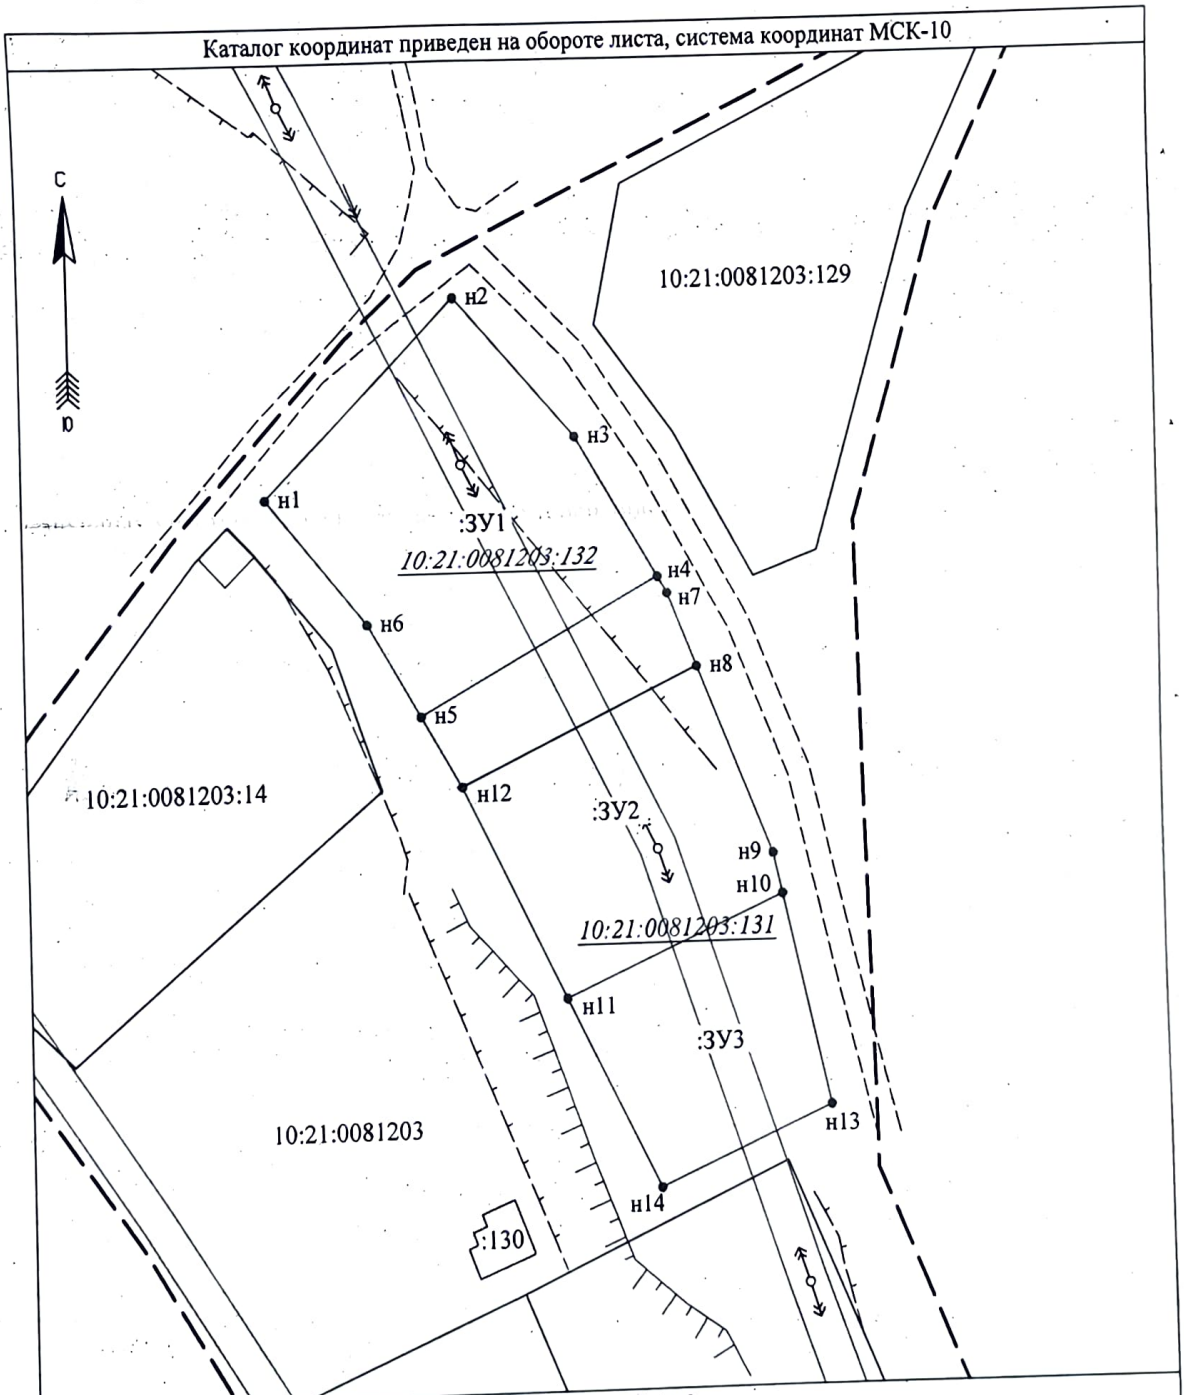 Каталог координат приведен на обороте листа, система координат МСК-10
С
Ю
10:21:0081203:129
н2
н3
н1
:ЗУ1
10:21:0081203:132
н4
н7
н6
н8
н5
н12
10:21:0081203:14
:ЗУ2
н9
н10
10:21:0081203:131
н11
:ЗУ3
10:21:0081203
н13
н14
:130